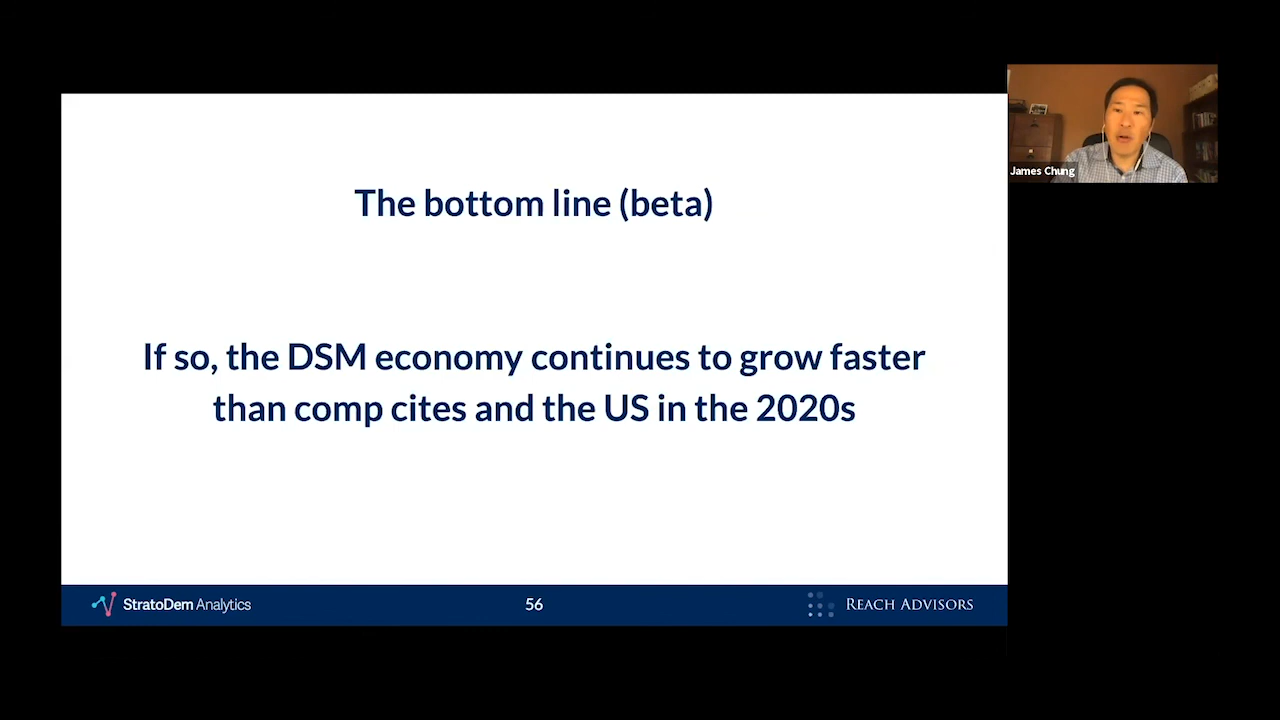 The bottom line (beta)
If so, the DSM economy continues to grow faster
than comp cites and the US in the 2020s
StratoDem Analytics
56
REACH ADVISORS
James Chung